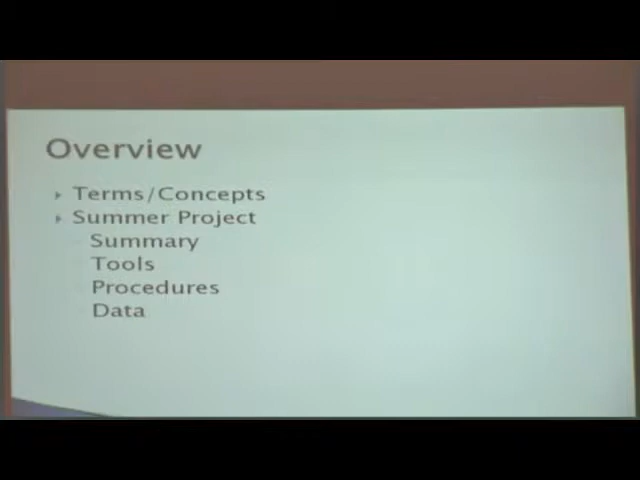 Overview
Terms/Concepts
Summer Project
Summary
Tools
Procedures
Data